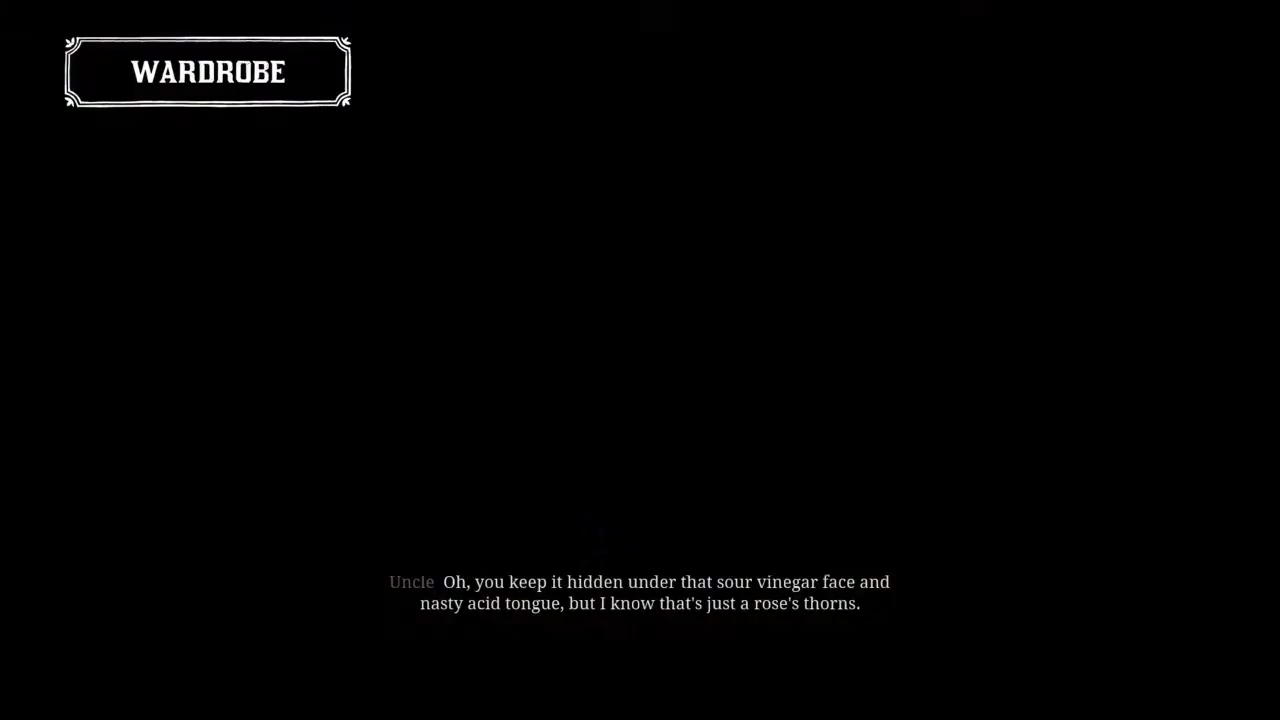 WARDROBE
Uncle Oh, you keep it hidden under that sour vinegar face and
nasty acid tongue, but I know that's just a rose's thorns.